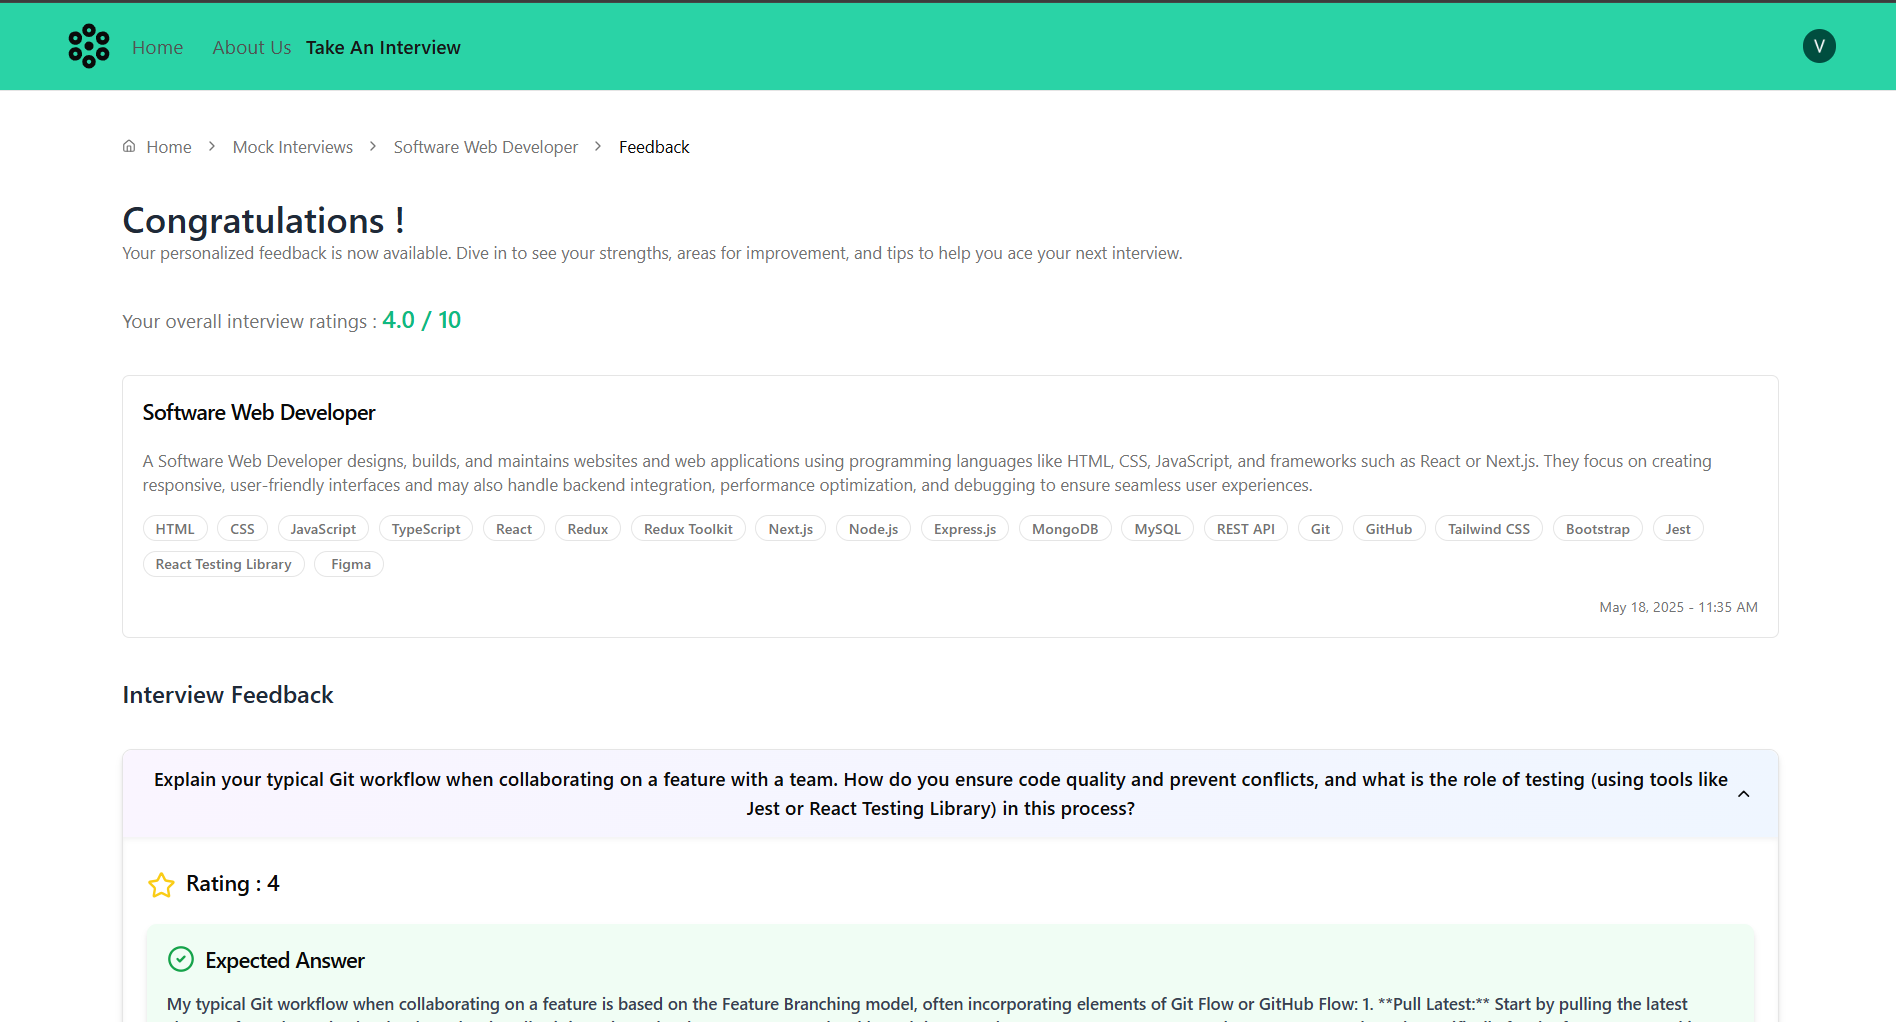 Home About Us Take An Interview
V
Home > Mock Interviews > Software Web Developer > Feedback
Congratulations !
Your personalized feedback is now available. Dive in to see your strengths, areas for improvement, and tips to help you ace your next interview.
Your overall interview ratings : 4.0 / 10
Software Web Developer
A Software Web Developer designs, builds, and maintains websites and web applications using programming languages like HTML, CSS, JavaScript, and frameworks such as React or Next.js. They focus on creating
responsive, user-friendly interfaces and may also handle backend integration, performance optimization, and debugging to ensure seamless user experiences.
HTML CSS JavaScript TypeScript React Redux Redux Toolkit Next.js Node.js Express.js MongoDB MySQL REST API Git GitHub Tailwind CSS Bootstrap Jest
React Testing Library Figma
May 18, 2025 - 11:35 AM
Interview Feedback
Explain your typical Git workflow when collaborating on a feature with a team. How do you ensure code quality and prevent conflicts, and what is the role of testing (using tools like
Jest or React Testing Library) in this process?
Rating : 4
Expected Answer
My typical Git workflow when collaborating on a feature is based on the Feature Branching model, often incorporating elements of Git Flow or GitHub Flow: 1. **Pull Latest:** Start by pulling the latest